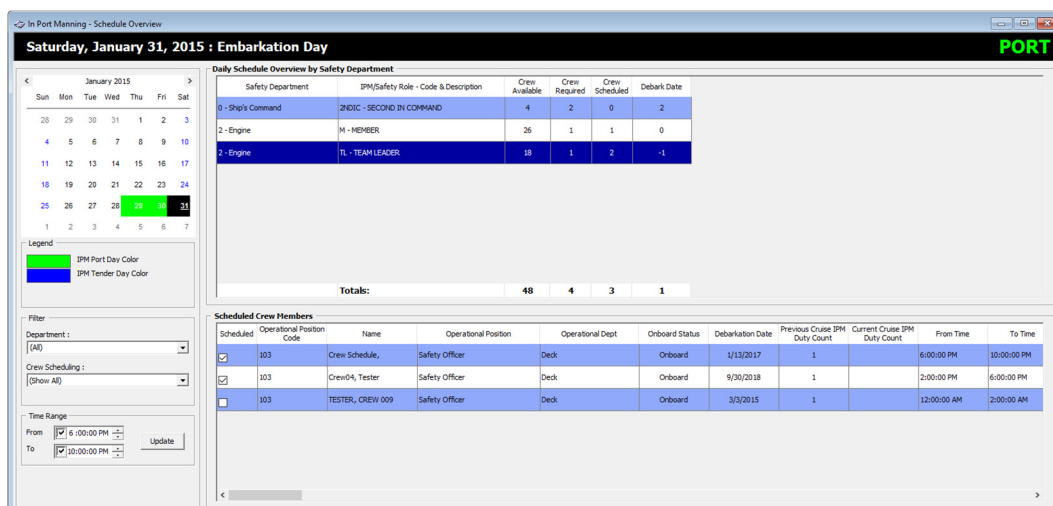 In Port Manning - Schedule Overview
Saturday, January 31, 2015 : Embarkation Day PORT
January 2015
Sun Mon Tue Wed Thu Fri Sat
28 29 30 31 1 2 3
4 5 6 7 8 9 10
11 12 13 14 15 16 17
18 19 20 21 22 23 24
25 26 27 28 29 30 31
1 2 3 4 5 6 7
Legend
IPM Port Day Color
IPM Tender Day Color
Filter
Department :
(All)
Crew Scheduling :
(Show All)
Time Range
From 6 :00:00 PM
To 10:00:00 PM
Update
Daily Schedule Overview by Safety Department
Safety Department IPM/Safety Role - Code & Description Crew Available Crew Required Crew Scheduled Debark Date
0 - Ship's Command 2NDIC - SECOND IN COMMAND 4 2 0 2
2 - Engine M - MEMBER 26 1 1 0
2 - Engine TL - TEAM LEADER 18 1 2 -1
Totals: 48 4 3 1
Scheduled Crew Members
Scheduled Operational Position Code Name Operational Position Operational Dept Onboard Status Debarkation Date Previous Cruise IPM Duty Count Current Cruise IPM Duty Count From Time To Time
103 Crew Schedule, Safety Officer Deck Onboard 1/13/2017 1 6:00:00 PM 10:00:00 PM
103 Crew04, Tester Safety Officer Deck Onboard 9/30/2018 1 2:00:00 PM 6:00:00 PM
103 TESTER, CREW 009 Safety Officer Deck Onboard 3/3/2015 1 12:00:00 AM 2:00:00 AM